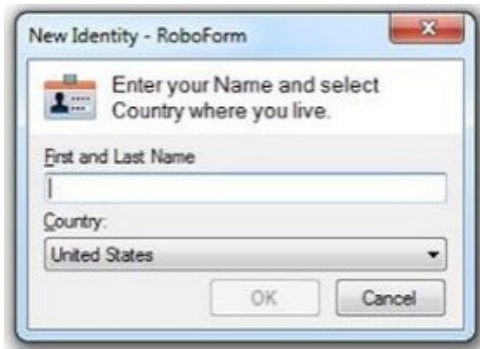 New Identity - RoboForm
Enter your Name and select
Country where you live.
First and Last Name
Country:
United States
OK
Cancel